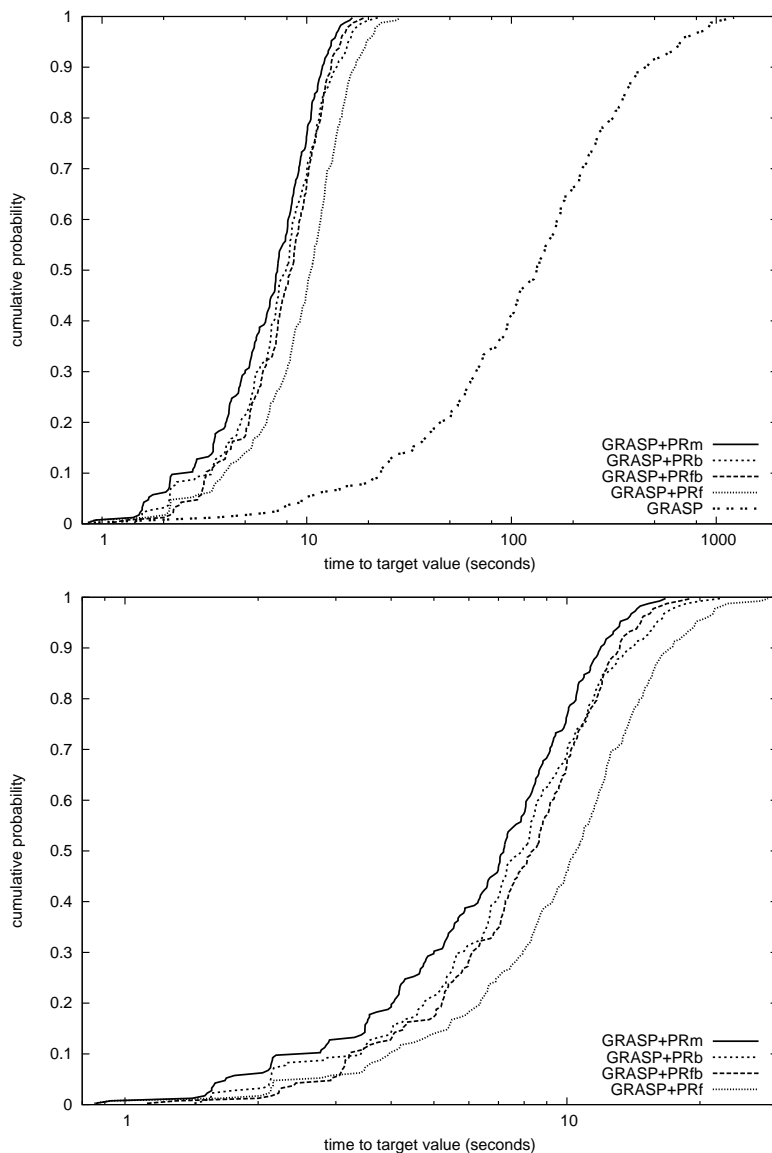 1
0.9
0.8
0.7
0.6
0.5
0.4
0.3
0.2
0.1
0
cumulative probability
GRASP+PRm
GRASP+PRb
GRASP+PRfb
GRASP+PRf
GRASP
1 10 100 1000
time to target value (seconds)
1
0.9
0.8
0.7
0.6
0.5
0.4
0.3
0.2
0.1
0
cumulative probability
GRASP+PRm
GRASP+PRb
GRASP+PRfb
GRASP+PRf
1 10
time to target value (seconds)